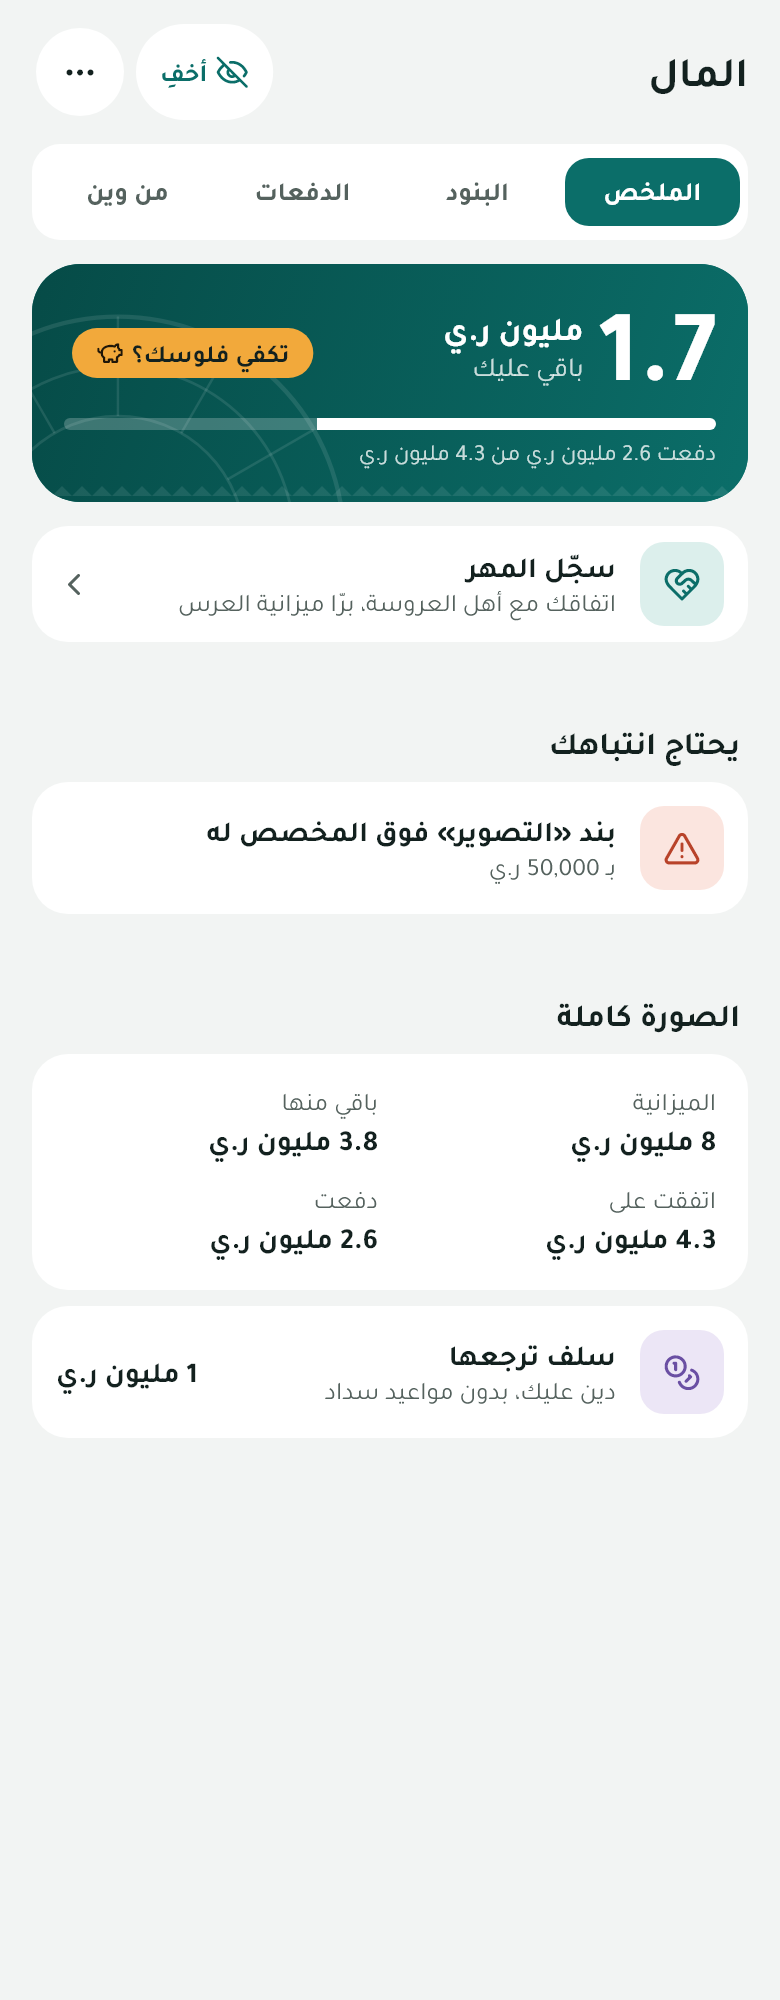 المال
أخفِ
الملخص
البنود
الدفعات
من وين
1.7 مليون ر.ي
باقي عليك
تكفي فلوسك؟
دفعت 2.6 مليون ر.ي من 4.3 مليون ر.ي
سجّل المهر
اتفاقك مع أهل العروسة، برّا ميزانية العرس
يحتاج انتباهك
بند «التصوير» فوق المخصص له
بـ 50,000 ر.ي
الصورة كاملة
الميزانية
8 مليون ر.ي
باقي منها
3.8 مليون ر.ي
اتفقت على
4.3 مليون ر.ي
دفعت
2.6 مليون ر.ي
سلف ترجعها
دين عليك، بدون مواعيد سداد
1 مليون ر.ي